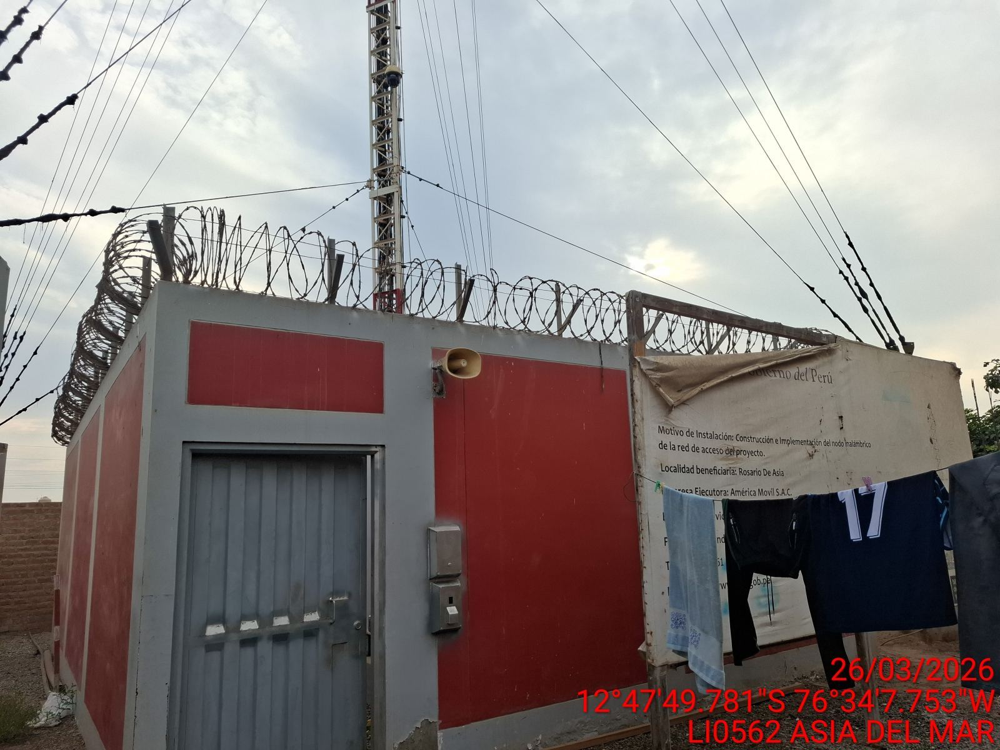 Gobierno del Perú
Motivo de Instalación: Construcción e Implementación del nodo inalámbrico
de la red de acceso del proyecto.
Localidad beneficiaria: Rosario De Asia
Ejecutora: América Movil S.A.C.
17
26/03/2026
12°47'49.781"S 76°34'7.753"W
LI0562 ASIA DEL MAR